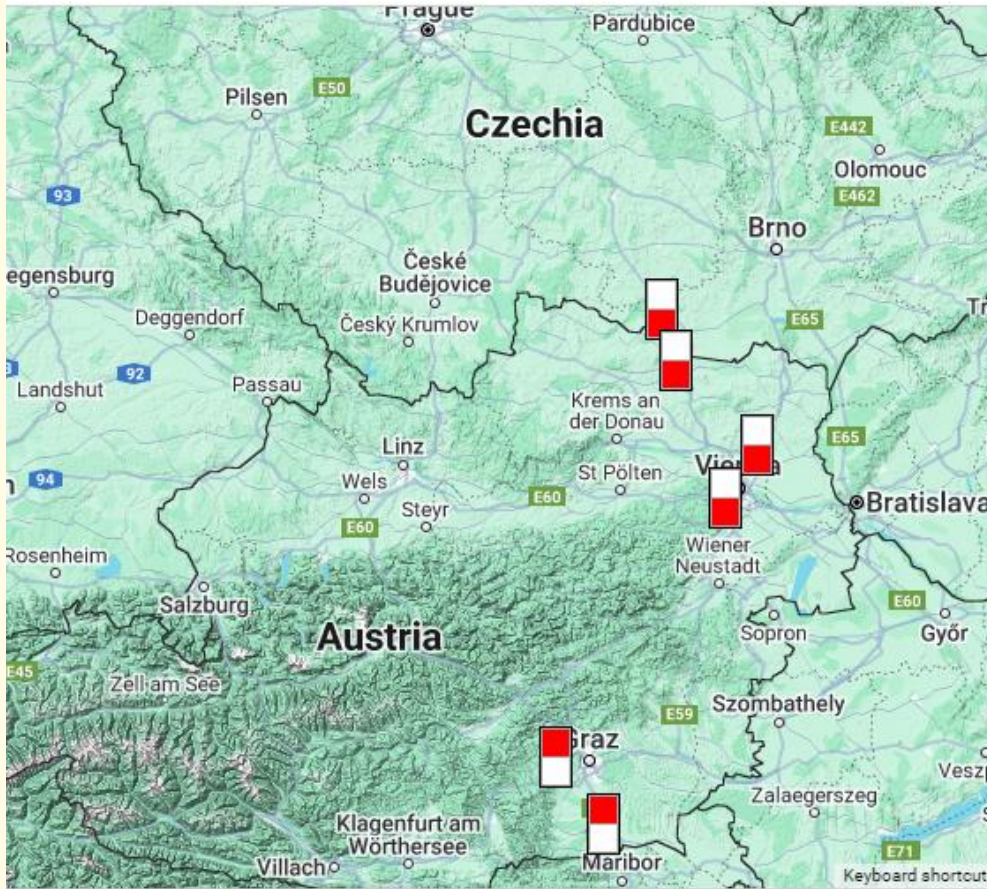 Prague
Pardubice
E50
Pilsen
Czechia
E442
Olomouc
93
E462
Brno
České
Budějovice
Deggendorf
Český Krumlov
E65
92
Landshut
Passau
Krems an
der Donau
Linz
E65
94
Wels
St Pölten
E60
Steyr
Bratislava
E60
Wiener
Neustadt
Rosenheim
Salzburg
E60
Sopron
Győr
Austria
E45
Zell am See
Szombathely
E59
Graz
Zalaegerszeg
Klagenfurt am
Wörthersee
Villach
Maribor
E71
Keyboard shortcut